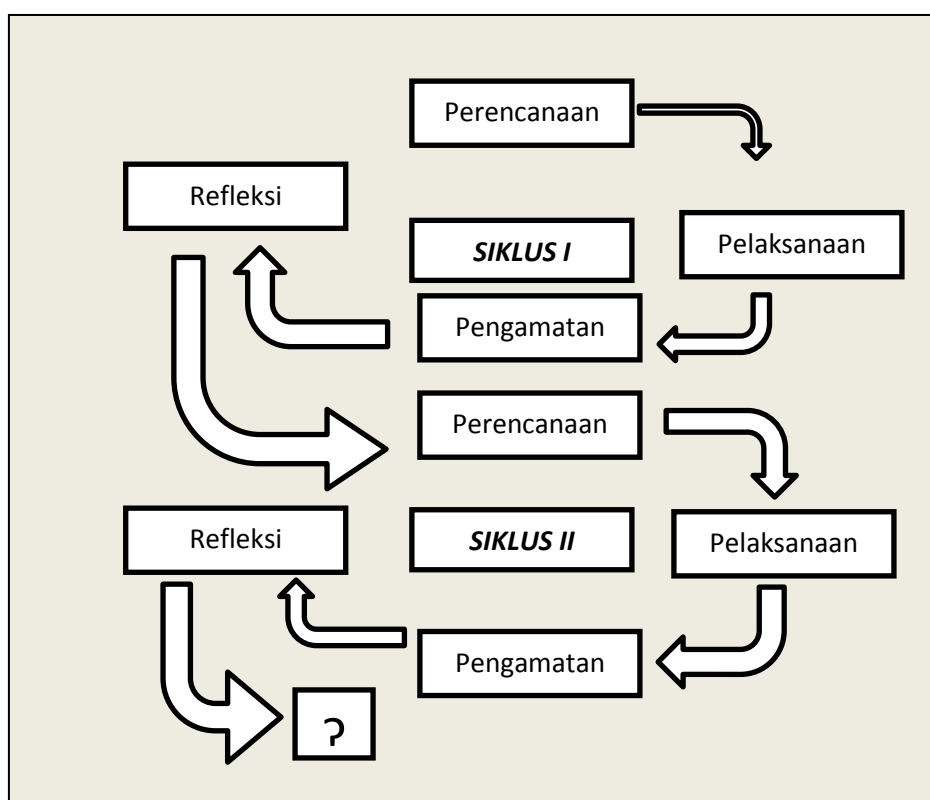 Perencanaan
Refleksi
SIKLUS I
Pelaksanaan
Pengamatan
Perencanaan
Refleksi
SIKLUS II
Pelaksanaan
Pengamatan
?